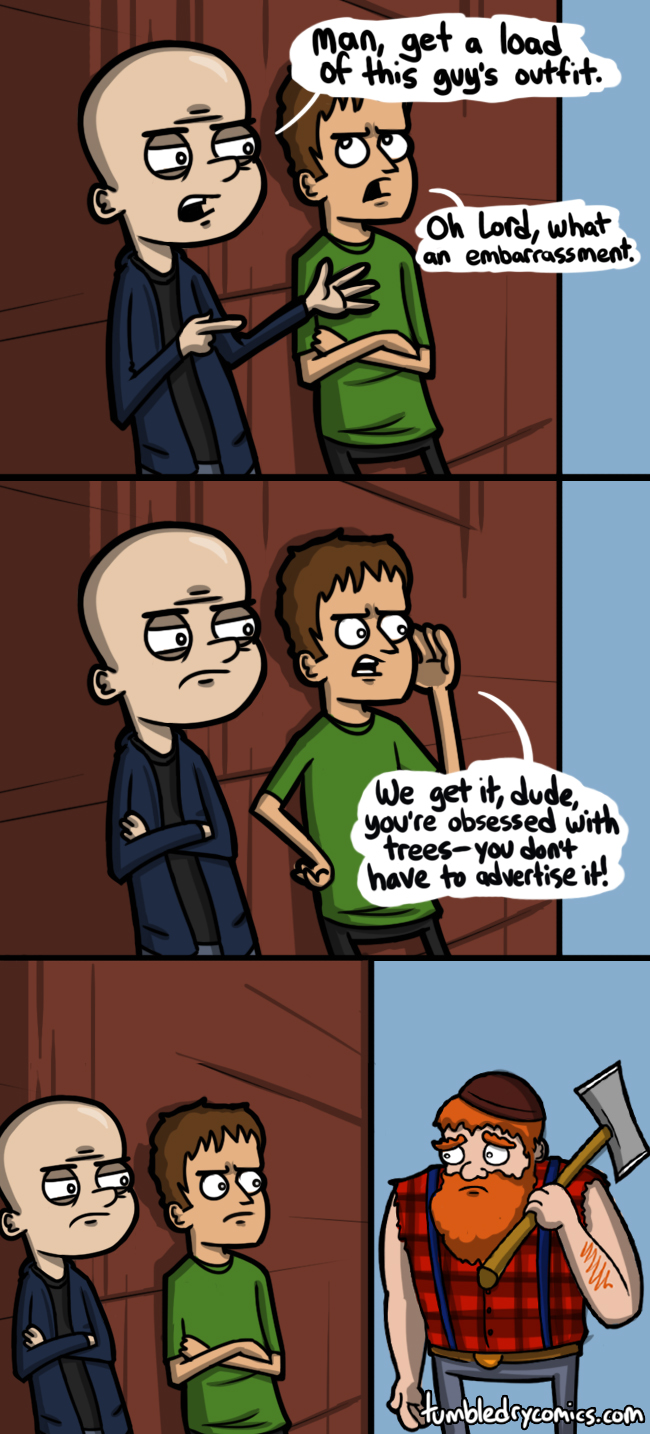 Man, get a load
of this guy's outfit.
Oh Lord, what
an embarrassment.
We get it, dude,
you're obsessed with
trees—you don't
have to advertise it!
tumbledrycomics.com